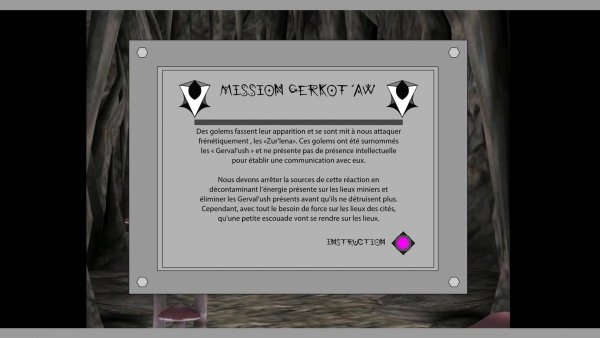 MISSION GERKOT'AW
Des golems fassent leur apparition et se sont mit à nous attaquer
frénétiquement , les «Zur'lena». Ces golems ont été surnommés
les « Gerval'ush » et ne présente pas de présence intellectuelle
pour établir une communication avec eux.
Nous devons arrêter la sources de cette réaction en
décontaminant l'énergie présente sur les lieux miniers et
éliminer les Gerval'ush présents avant qu'ils ne détruisent plus.
Cependant, avec tout le besoin de force sur les lieux des cités,
qu'une petite escouade vont se rendre sur les lieux.
INSTRUCTION